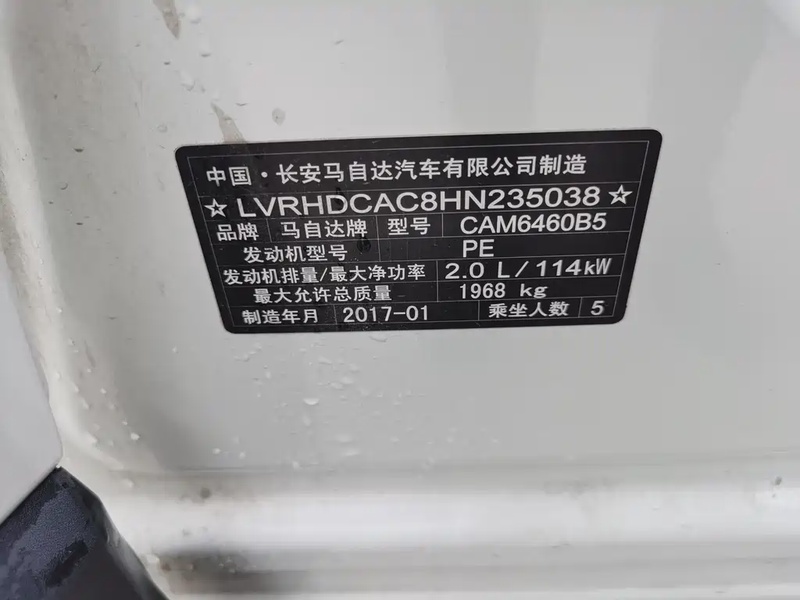 中国·长安马自达汽车有限公司制造
☆LVRHDCAC8HN235038☆
品牌 马自达牌 型号 CAM6460B5
发动机型号 PE
发动机排量/最大净功率 2.0 L/114kW
最大允许总质量 1968 kg
制造年月 2017-01 乘坐人数 5